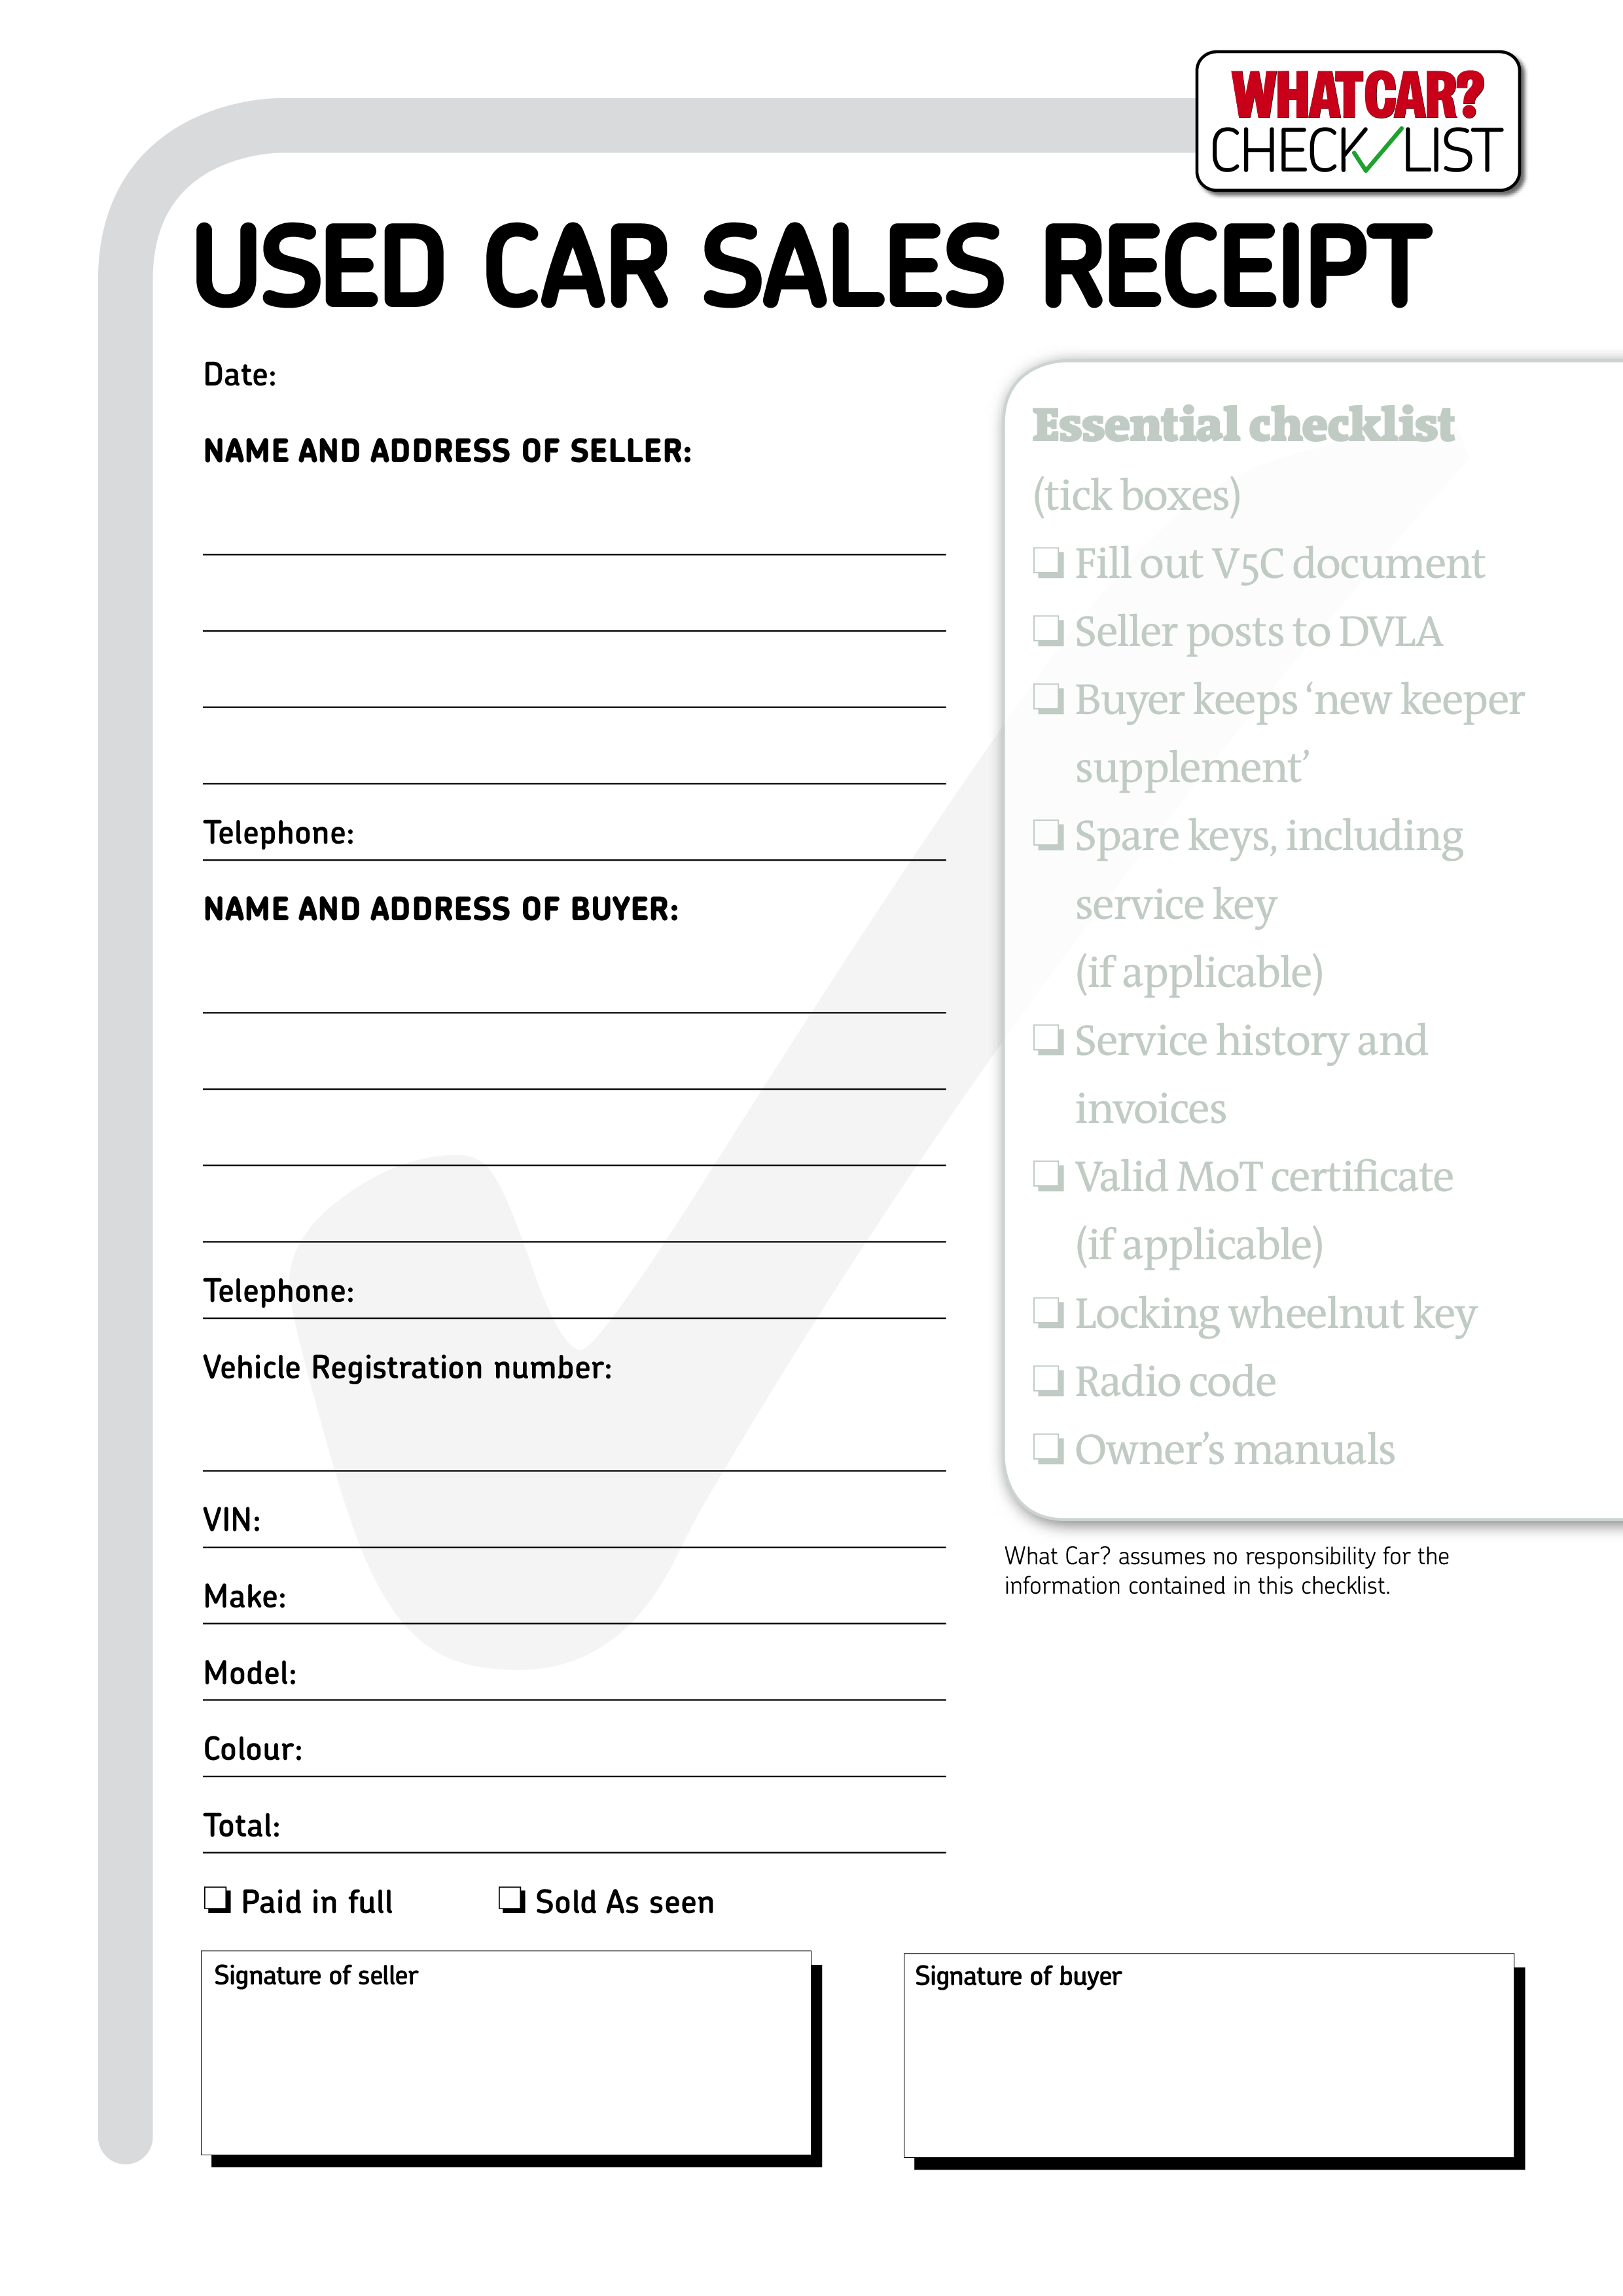 WHATCAR?
CHECKLIST
USED CAR SALES RECEIPT
Date:
NAME AND ADDRESS OF SELLER:
Telephone:
NAME AND ADDRESS OF BUYER:
Telephone:
Vehicle Registration number:
VIN:
Make:
Model:
Colour:
Total:
Paid in full
Sold As seen
Signature of seller
Signature of buyer
Essential checklist
(tick boxes)
Fill out V5C document
Seller posts to DVLA
Buyer keeps ‘new keeper
supplement’
Spare keys, including
service key
(if applicable)
Service history and
invoices
Valid MoT certificate
(if applicable)
Locking wheelnut key
Radio code
Owner’s manuals
What Car? assumes no responsibility for the
information contained in this checklist.